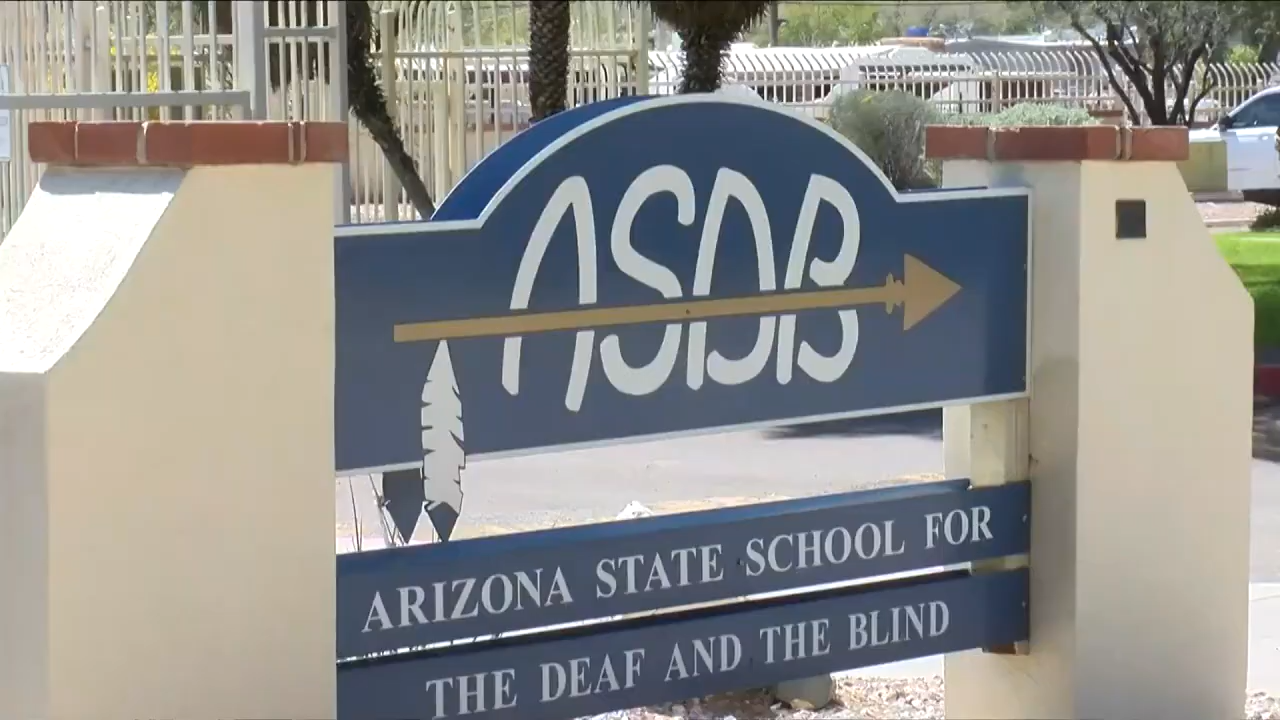 ASDB
ARIZONA STATE SCHOOL FOR
THE DEAF AND THE BLIND